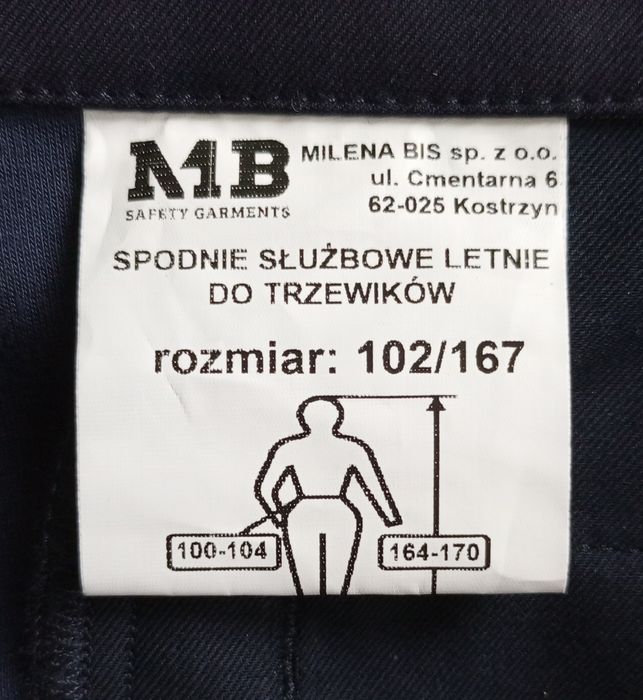 MB
SAFETY GARMENTS
MILENA BIS sp. z o.o.
ul. Cmentarna 6
62-025 Kostrzyn
SPODNIE SŁUŻBOWE LETNIE
DO TRZEWIKÓW
rozmiar: 102/167
100-104
164-170